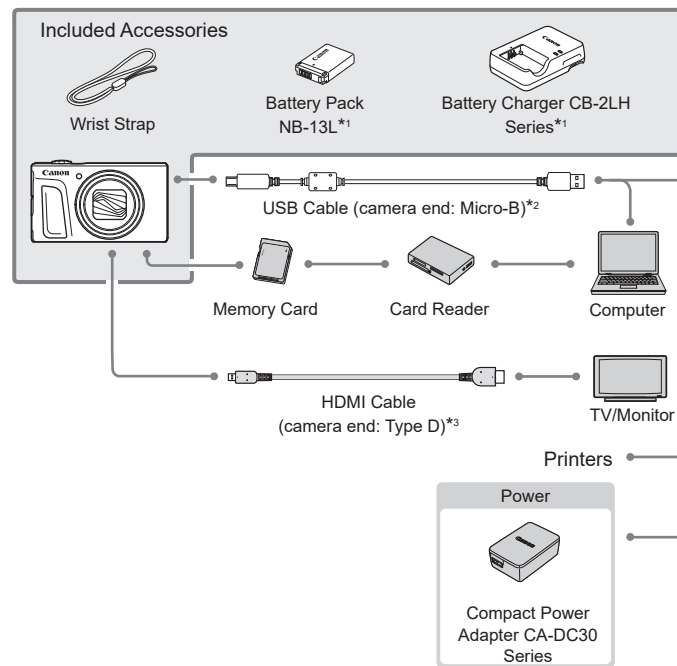 Included Accessories
Wrist Strap
Battery Pack
NB-13L*1
Battery Charger CB-2LH
Series*1
Canon
USB Cable (camera end: Micro-B)*2
Memory Card
Card Reader
Computer
HDMI Cable
(camera end: Type D)*3
TV/Monitor
Printers
Power
Compact Power
Adapter CA-DC30
Series